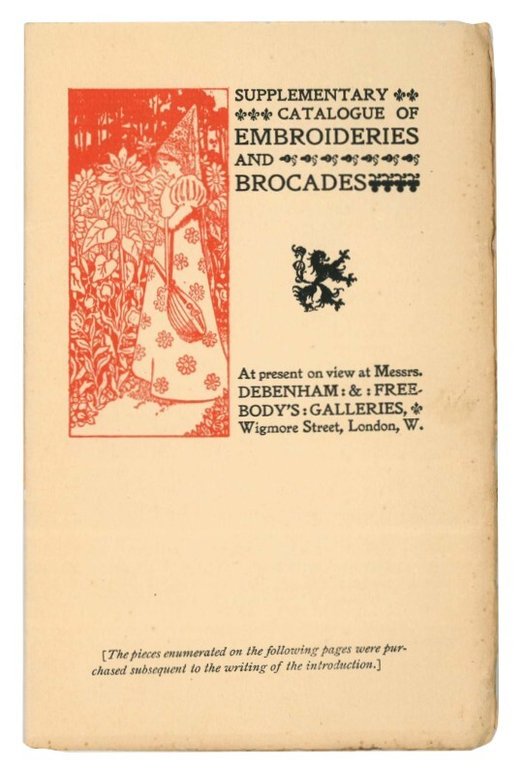 SUPPLEMENTARY
CATALOGUE OF
EMBROIDERIES
AND
BROCADES
At present on view at Messrs.
DEBENHAM : & : FREE-
BODY'S : GALLERIES,
Wigmore Street, London, W.
[The pieces enumerated on the following pages were pur-
chased subsequent to the writing of the introduction.]